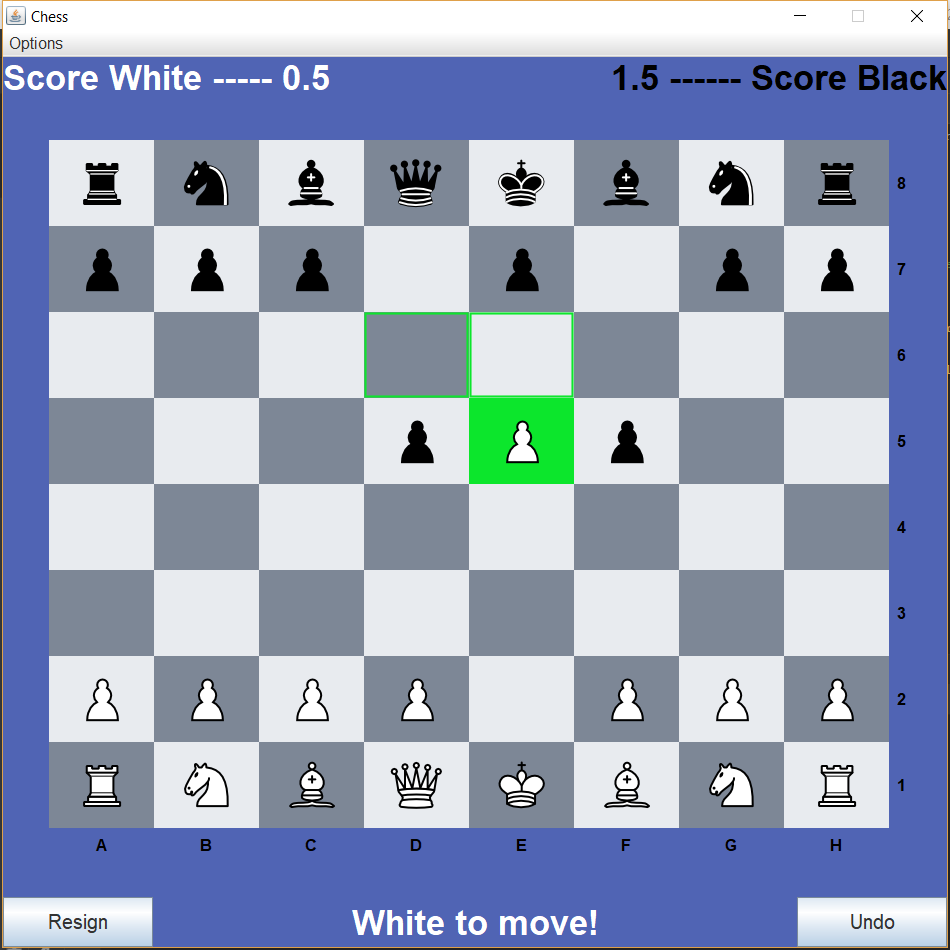 Chess
Options
Score White ----- 0.5
1.5 ------ Score Black
8
7
6
5
4
3
2
1
A B C D E F G H
Resign
White to move!
Undo